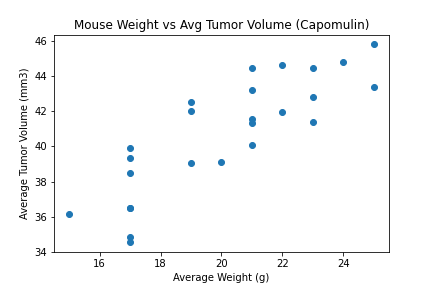 Mouse Weight vs Avg Tumor Volume (Capomulin)
46
44
42
40
38
36
34
Average Tumor Volume (mm3)
16 18 20 22 24
Average Weight (g)